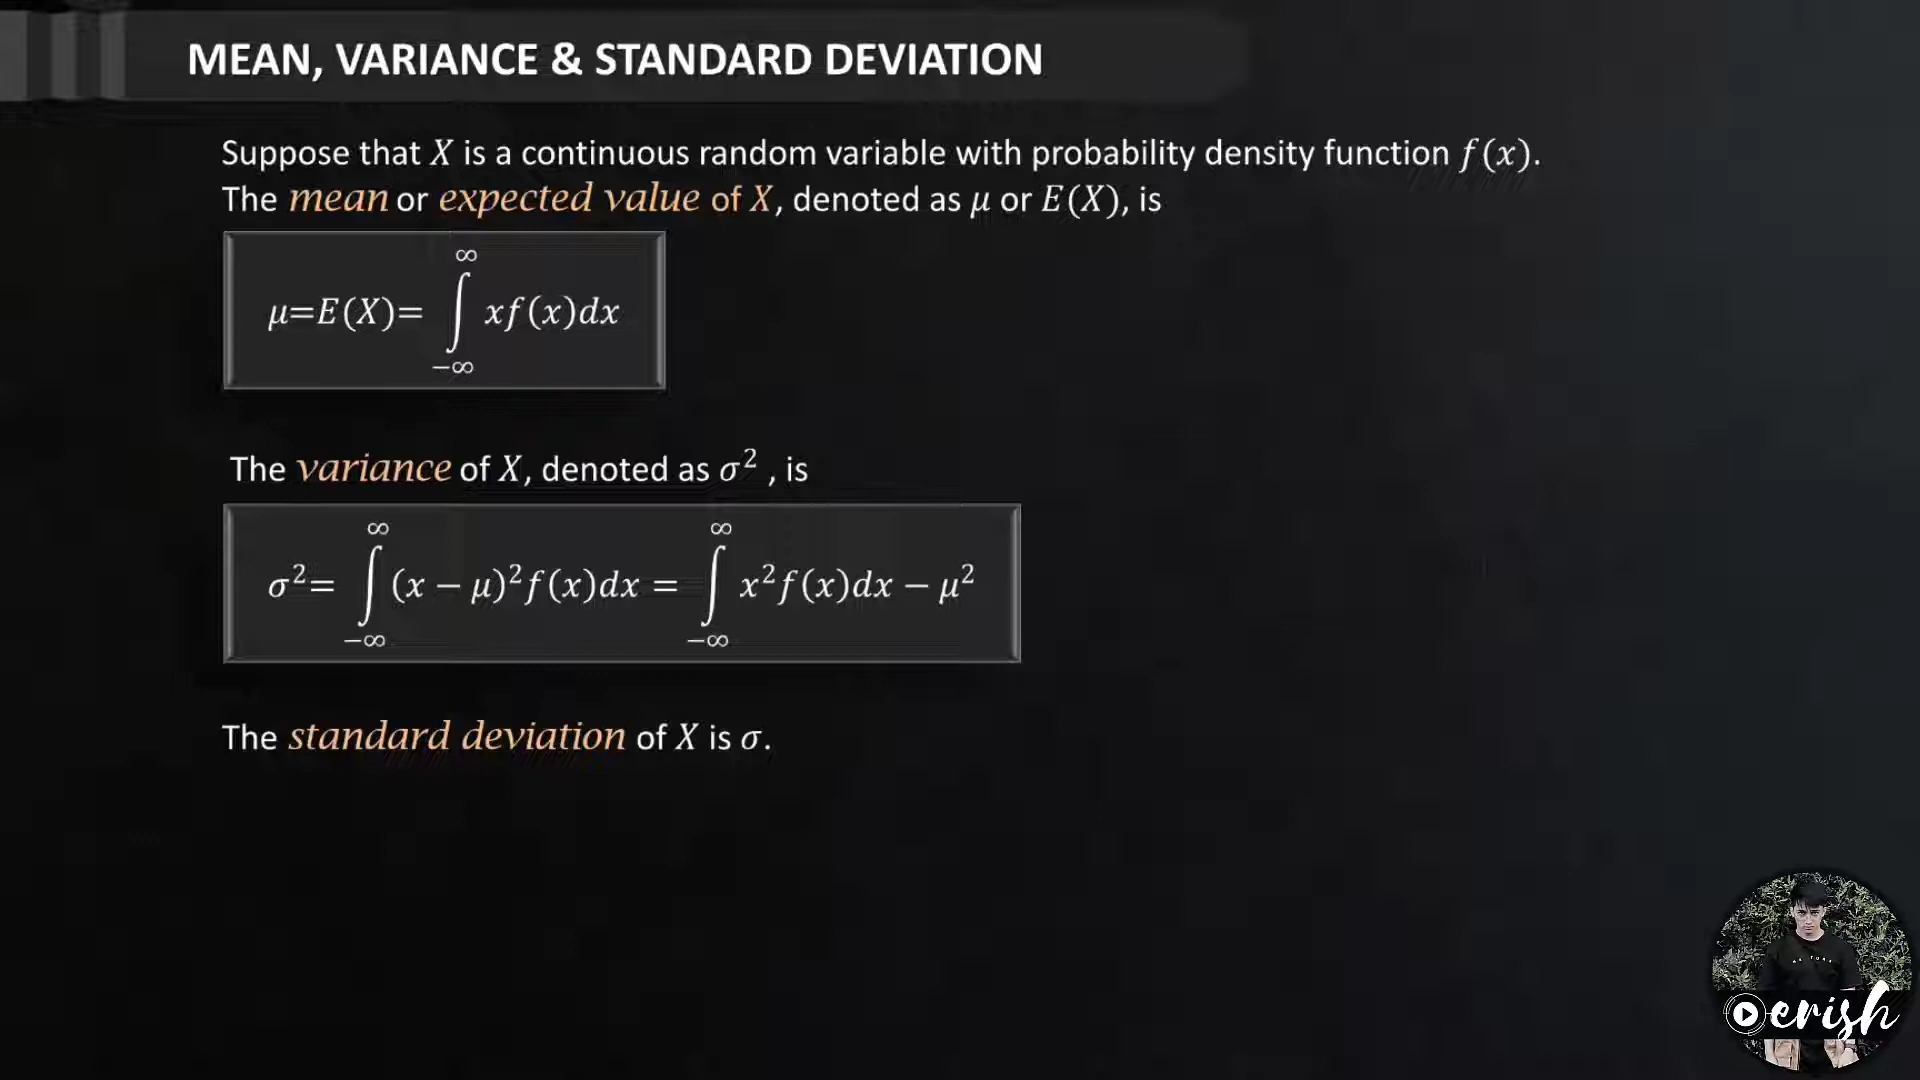 MEAN, VARIANCE & STANDARD DEVIATION
Suppose that X is a continuous random variable with probability density function f(x).
The mean or expected value of X, denoted as μ or E(X), is
μ=E(X)= ∫_{−∞}^{∞} xf(x)dx
The variance of X, denoted as σ² , is
σ²= ∫_{−∞}^{∞} (x − μ)²f(x)dx = ∫_{−∞}^{∞} x²f(x)dx − μ²
The standard deviation of X is σ.
erish